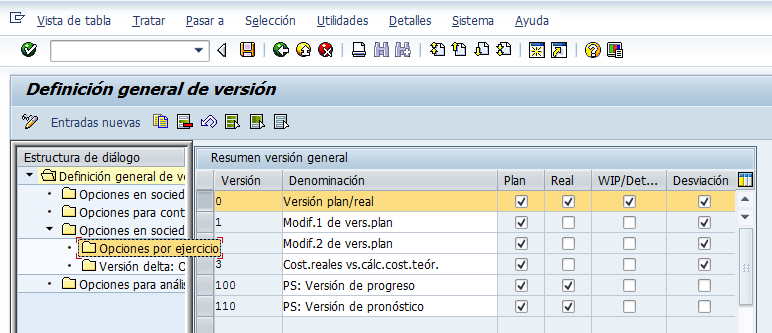 Vista de tabla Tratar Pasar a Selección Utilidades Detalles Sistema Ayuda
Definición general de versión
Entradas nuevas
Estructura de diálogo
Definición general de ve
Opciones en socied
Opciones para cont
Opciones en socied
Opciones por ejercicio
Versión delta: O
Opciones para anális
Resumen versión general
Versión Denominación Plan Real WIP/Det... Desviación
0 Versión plan/real
1 Modif.1 de vers.plan
2 Modif.2 de vers.plan
3 Cost.reales vs.cálc.cost.teór.
100 PS: Versión de progreso
110 PS: Versión de pronóstico